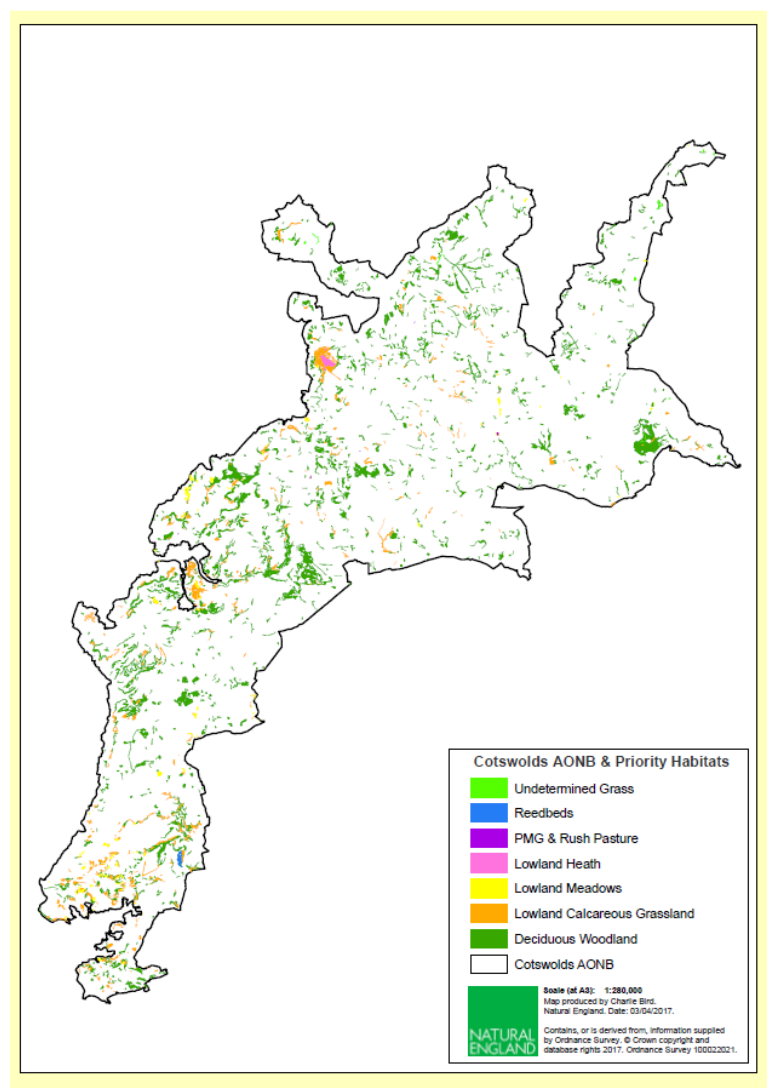 Cotswolds AONB & Priority Habitats
Undetermined Grass
Reedbeds
PMG & Rush Pasture
Lowland Heath
Lowland Meadows
Lowland Calcareous Grassland
Deciduous Woodland
Cotswolds AONB
NATURAL
ENGLAND
Scale (at A3): 1:280,000
Map produced by Charlie Bird.
Natural England. Date: 03/04/2017.
Contains, or is derived from, information supplied
by Ordnance Survey. © Crown copyright and
database rights 2017. Ordnance Survey 100022021.